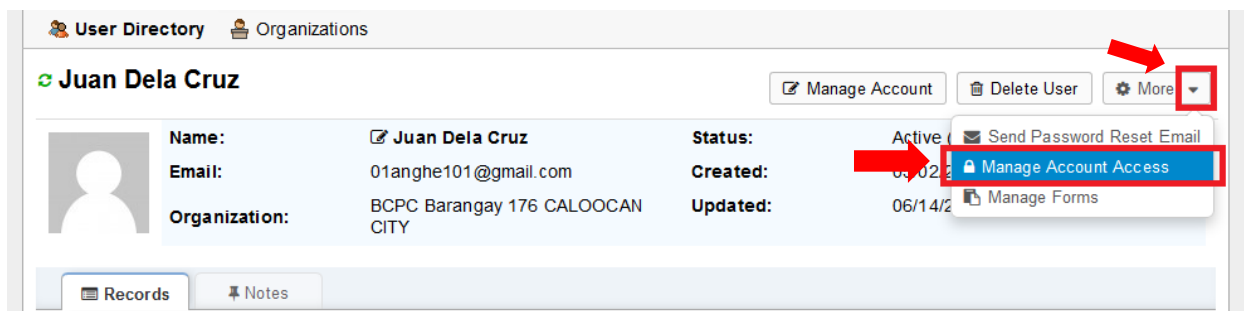 User Directory Organizations
Juan Dela Cruz
Manage Account Delete User More
Name: Juan Dela Cruz Status: Active ( Send Password Reset Email
Email: 01anghe101@gmail.com Created: Manage Account Access
Organization: BCPC Barangay 176 CALOOCAN CITY Updated: 06/14/2 Manage Forms
Records Notes